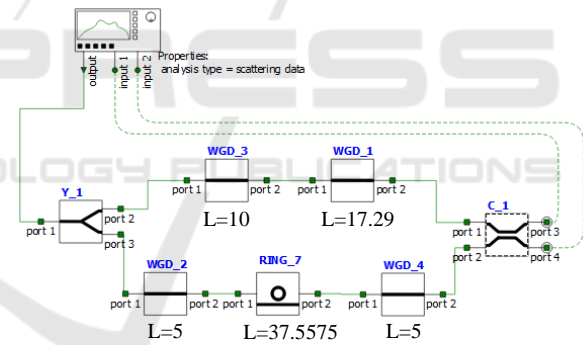 PRESS
OLOGY PUBLICATIONS
Properties:
analysis type = scattering data
output
input 1
input 2
WGD_3
port 1
port 2
L=10
WGD_1
port 1
port 2
L=17.29
Y_1
port 1
port 2
port 3
C_1
port 1
port 2
port 3
port 4
WGD_2
port 1
port 2
L=5
RING_7
port 1
port 2
L=37.5575
WGD_4
port 1
port 2
L=5